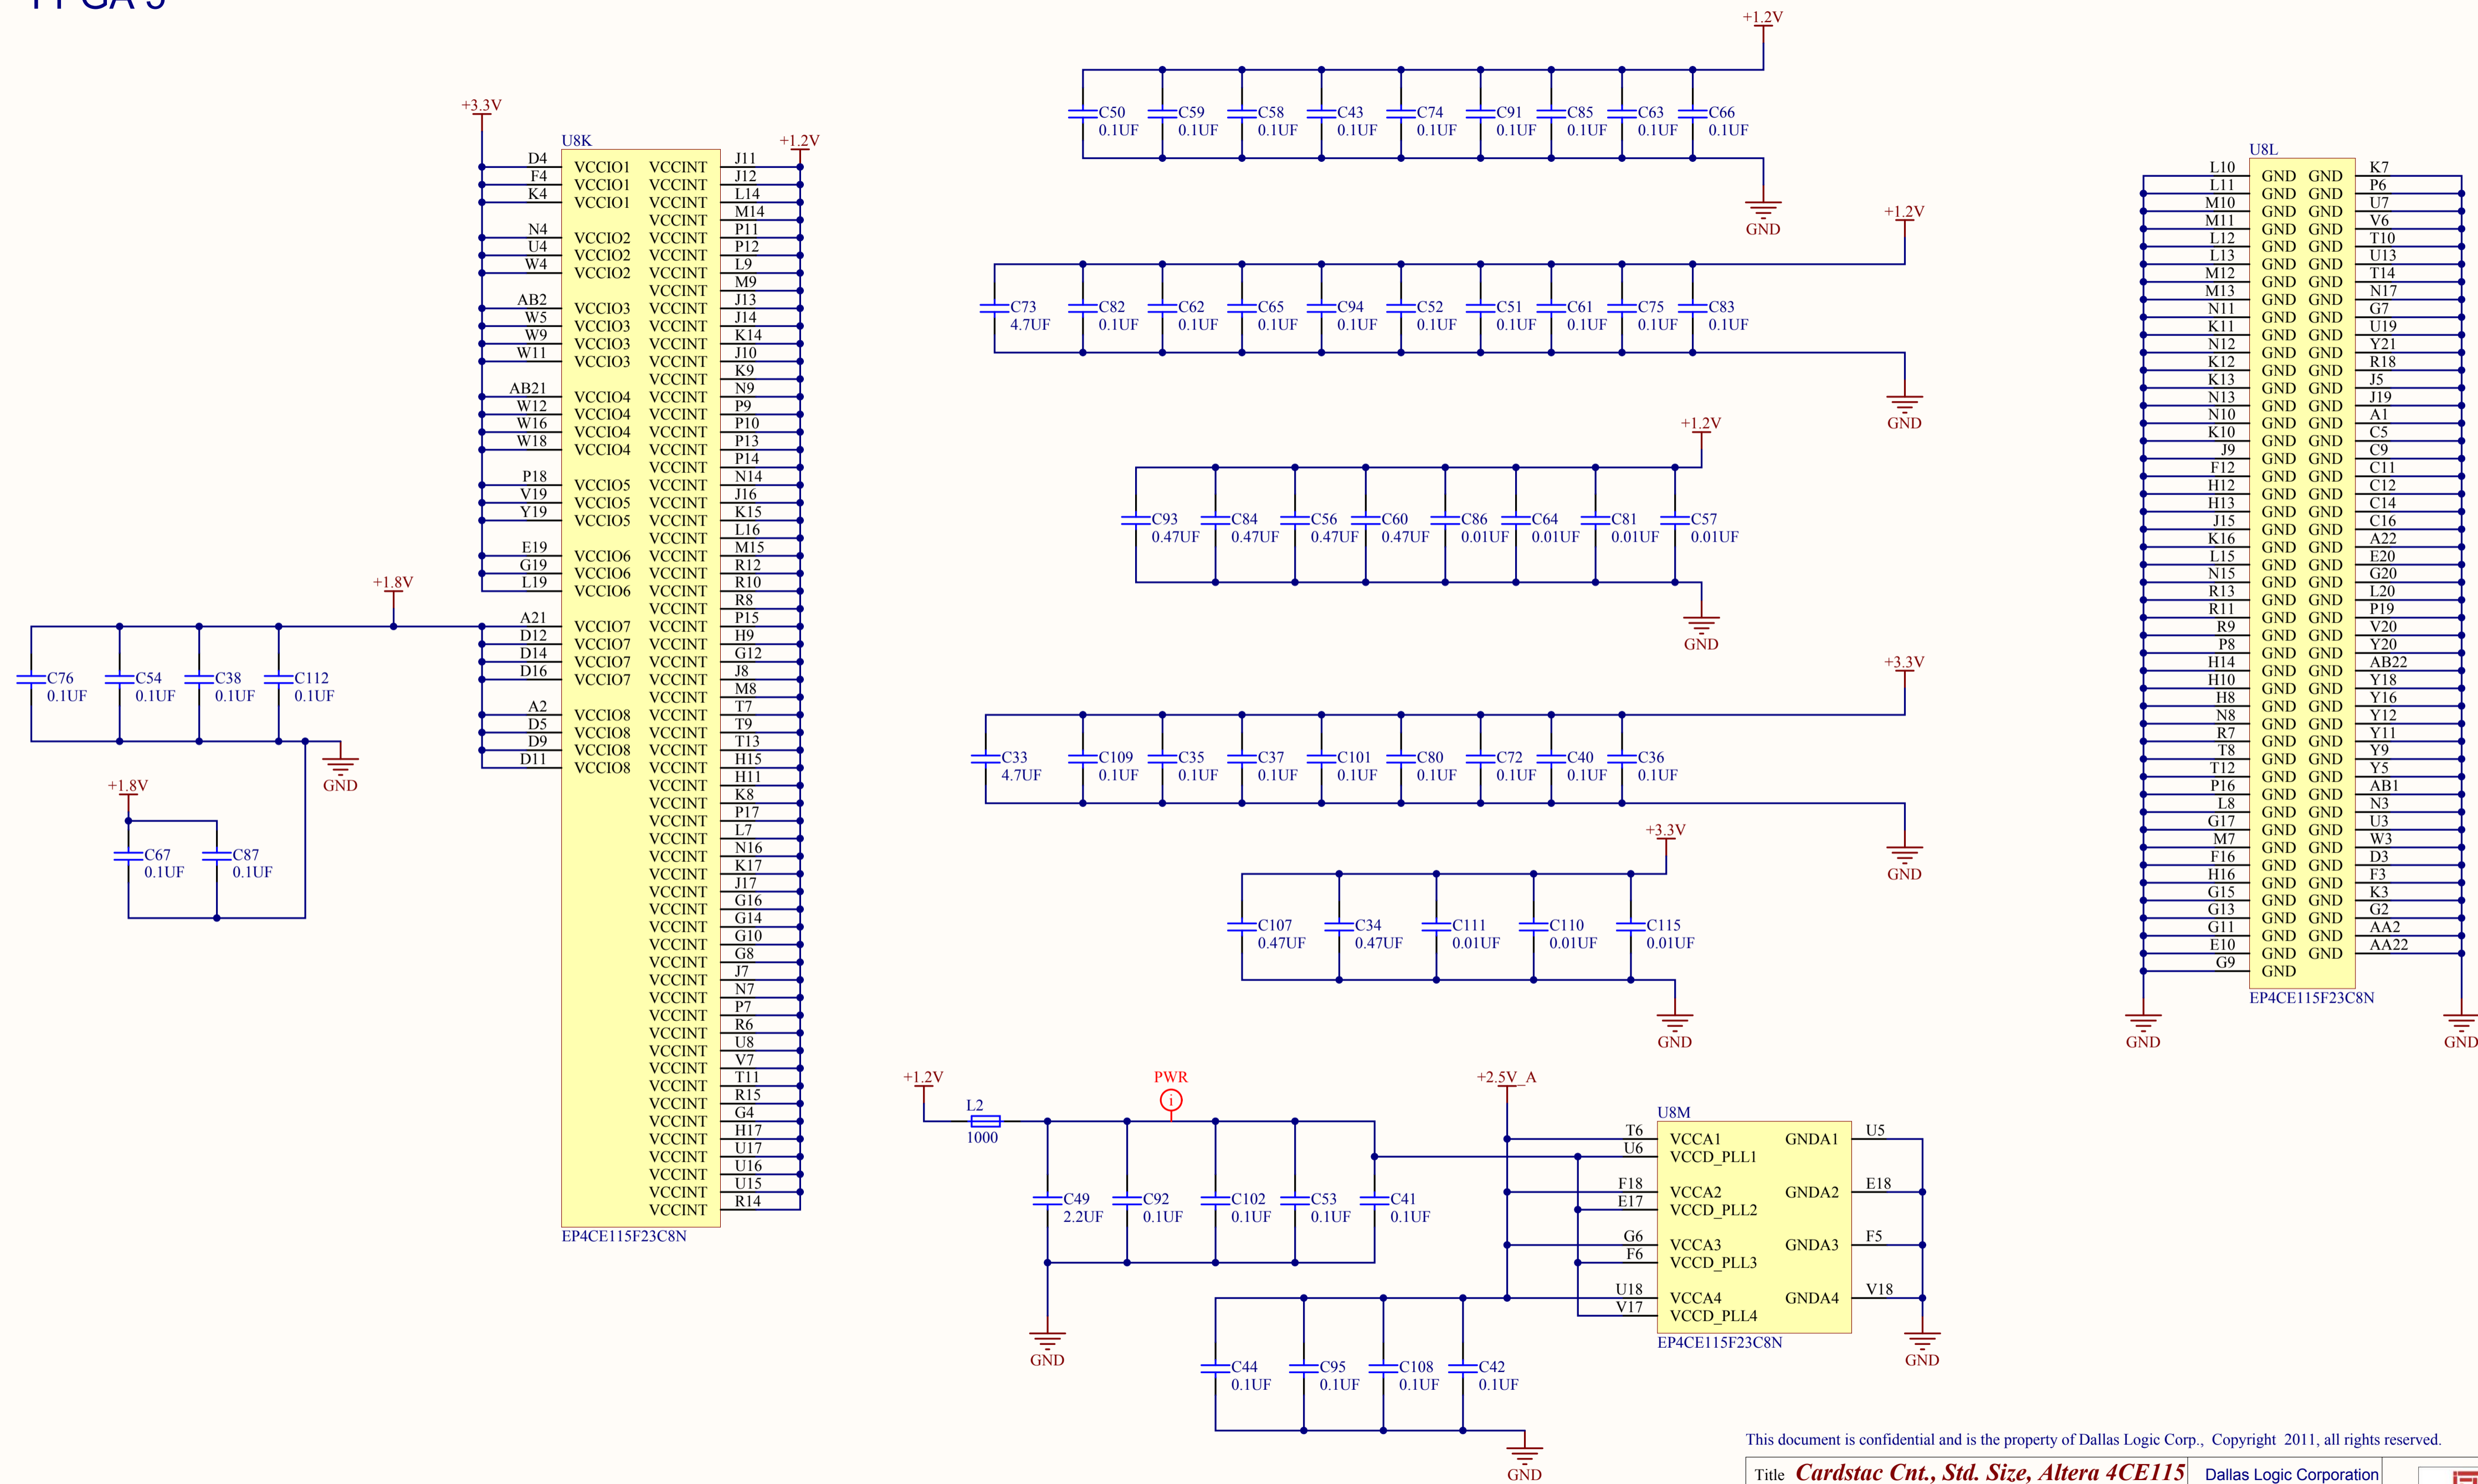 +1.2V
C50 C59 C58 C43 C74 C91 C85 C63 C66
0.1UF 0.1UF 0.1UF 0.1UF 0.1UF 0.1UF 0.1UF 0.1UF 0.1UF
GND
+1.2V
C73 C82 C62 C65 C94 C52 C51 C61 C75 C83
4.7UF 0.1UF 0.1UF 0.1UF 0.1UF 0.1UF 0.1UF 0.1UF 0.1UF 0.1UF
GND
+1.2V
C93 C84 C56 C60 C86 C64 C81 C57
0.47UF 0.47UF 0.47UF 0.47UF 0.01UF 0.01UF 0.01UF 0.01UF
GND
+3.3V
C33 C109 C35 C37 C101 C80 C72 C40 C36
4.7UF 0.1UF 0.1UF 0.1UF 0.1UF 0.1UF 0.1UF 0.1UF 0.1UF
GND
+3.3V
C107 C34 C111 C110 C115
0.47UF 0.47UF 0.01UF 0.01UF 0.01UF
GND
+1.8V
C76 C54 C38 C112
0.1UF 0.1UF 0.1UF 0.1UF
GND
+1.8V
C67 C87
0.1UF 0.1UF
+3.3V
U8K
+1.2V
D4 VCCIO1 VCCINT J11
F4 VCCIO1 VCCINT J12
K4 VCCIO1 VCCINT L14
VCCINT M14
N4 VCCIO2 VCCINT P11
U4 VCCIO2 VCCINT P12
W4 VCCIO2 VCCINT L9
VCCINT M9
AB2 VCCIO3 VCCINT J13
W5 VCCIO3 VCCINT J14
W9 VCCIO3 VCCINT K14
W11 VCCIO3 VCCINT J10
VCCINT K9
AB21 VCCIO4 VCCINT N9
W12 VCCIO4 VCCINT P9
W16 VCCIO4 VCCINT P10
W18 VCCIO4 VCCINT P13
VCCINT P14
P18 VCCIO5 VCCINT N14
V19 VCCIO5 VCCINT J16
Y19 VCCIO5 VCCINT K15
VCCINT L16
E19 VCCIO6 VCCINT M15
G19 VCCIO6 VCCINT R12
L19 VCCIO6 VCCINT R10
VCCINT R8
A21 VCCIO7 VCCINT P15
D12 VCCIO7 VCCINT H9
D14 VCCIO7 VCCINT G12
D16 VCCIO7 VCCINT J8
VCCINT M8
A2 VCCIO8 VCCINT T7
D5 VCCIO8 VCCINT T9
D9 VCCIO8 VCCINT T13
D11 VCCIO8 VCCINT H15
VCCINT H11
VCCINT K8
VCCINT P17
VCCINT L7
VCCINT N16
VCCINT K17
VCCINT J17
VCCINT G16
VCCINT G14
VCCINT G10
VCCINT G8
VCCINT J7
VCCINT N7
VCCINT P7
VCCINT R6
VCCINT U8
VCCINT V7
VCCINT T11
VCCINT R15
VCCINT G4
VCCINT H17
VCCINT U17
VCCINT U16
VCCINT U15
VCCINT R14
EP4CE115F23C8N
U8L
L10 GND GND K7
L11 GND GND P6
M10 GND GND U7
M11 GND GND V6
L12 GND GND T10
L13 GND GND U13
M12 GND GND T14
M13 GND GND N17
N11 GND GND G7
K11 GND GND U19
N12 GND GND Y21
K12 GND GND R18
K13 GND GND J5
N13 GND GND J19
N10 GND GND A1
K10 GND GND C5
J9 GND GND C9
F12 GND GND C11
H12 GND GND C12
H13 GND GND C14
J15 GND GND C16
K16 GND GND A22
L15 GND GND E20
N15 GND GND G20
R13 GND GND L20
R11 GND GND P19
R9 GND GND V20
P8 GND GND Y20
H14 GND GND AB22
H10 GND GND Y18
H8 GND GND Y16
N8 GND GND Y12
R7 GND GND Y11
T8 GND GND Y9
T12 GND GND Y5
P16 GND GND AB1
L8 GND GND N3
G17 GND GND U3
M7 GND GND W3
F16 GND GND D3
H16 GND GND F3
G15 GND GND K3
G13 GND GND G2
G11 GND GND AA2
E10 GND GND AA22
G9 GND
EP4CE115F23C8N
GND GND
+1.2V
L2
1000
PWR
i
C49 C92 C102 C53 C41
2.2UF 0.1UF 0.1UF 0.1UF 0.1UF
GND
+2.5V_A
U8M
T6 VCCA1 GNDA1 U5
U6 VCCD_PLL1
F18 VCCA2 GNDA2 E18
E17 VCCD_PLL2
G6 VCCA3 GNDA3 F5
F6 VCCD_PLL3
U18 VCCA4 GNDA4 V18
V17 VCCD_PLL4
EP4CE115F23C8N
GND
C44 C95 C108 C42
0.1UF 0.1UF 0.1UF 0.1UF
GND
This document is confidential and is the property of Dallas Logic Corp., Copyright 2011, all rights reserved.
Title Cardstac Cnt., Std. Size, Altera 4CE115
Dallas Logic Corporation